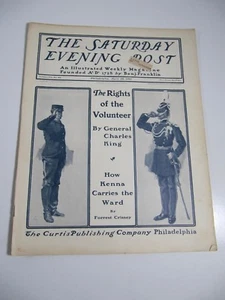 THE SATURDAY
EVENING POST
An Illustrated Weekly Magazine
Founded A.D. 1728 by Benj. Franklin
The Rights
of the
Volunteer
By General
Charles
King
How
Kenna
Carries the
Ward
By
Forrest Crissey
The Curtis Publishing Company Philadelphia